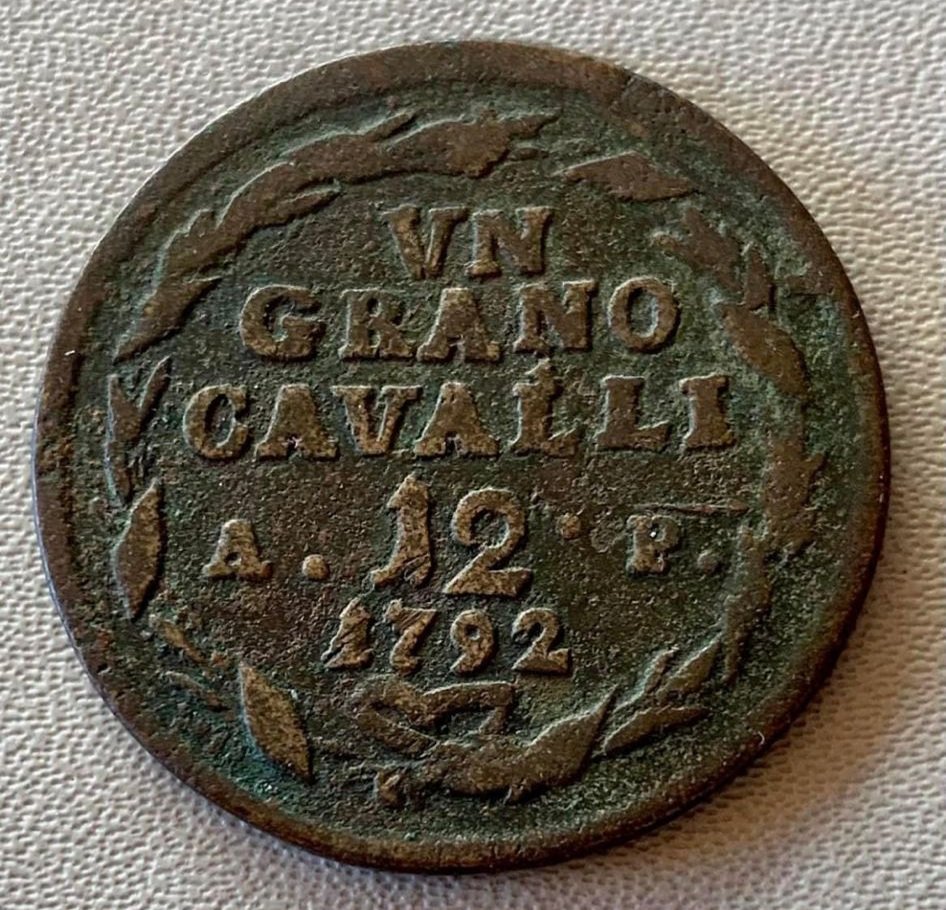 VN
GRANO
CAVALLI
A . 12 · P.
1792